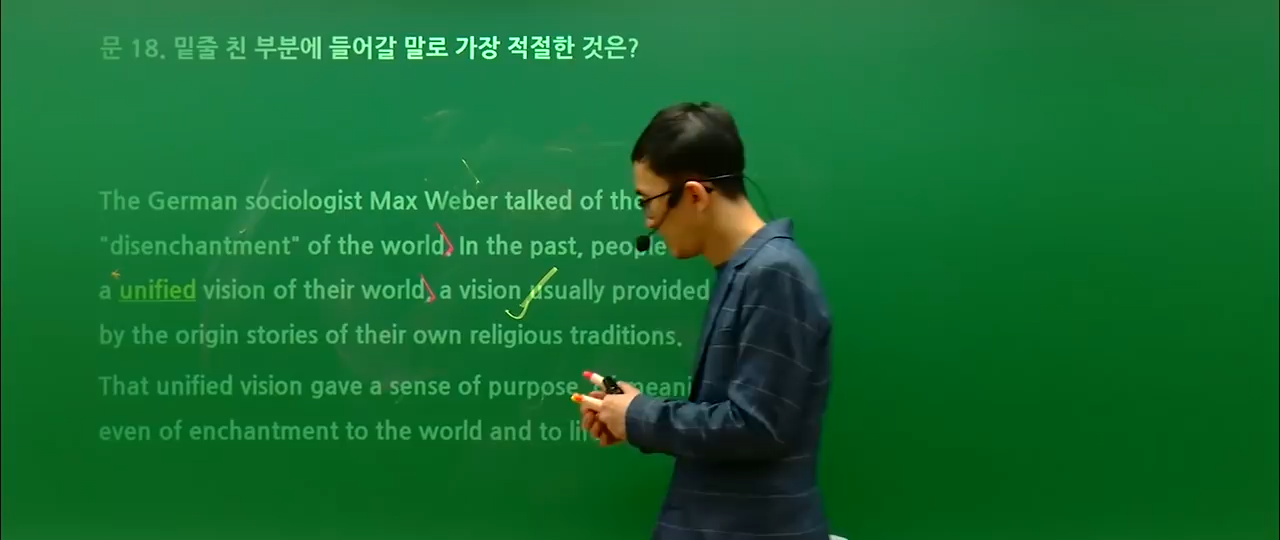 문 18. 밑줄 친 부분에 들어갈 말로 가장 적절한 것은?
The German sociologist Max Weber talked of the
"disenchantment" of the world. In the past, people
a unified vision of their world, a vision usually provided
by the origin stories of their own religious traditions.
That unified vision gave a sense of purpose
even of enchantment to the world and to